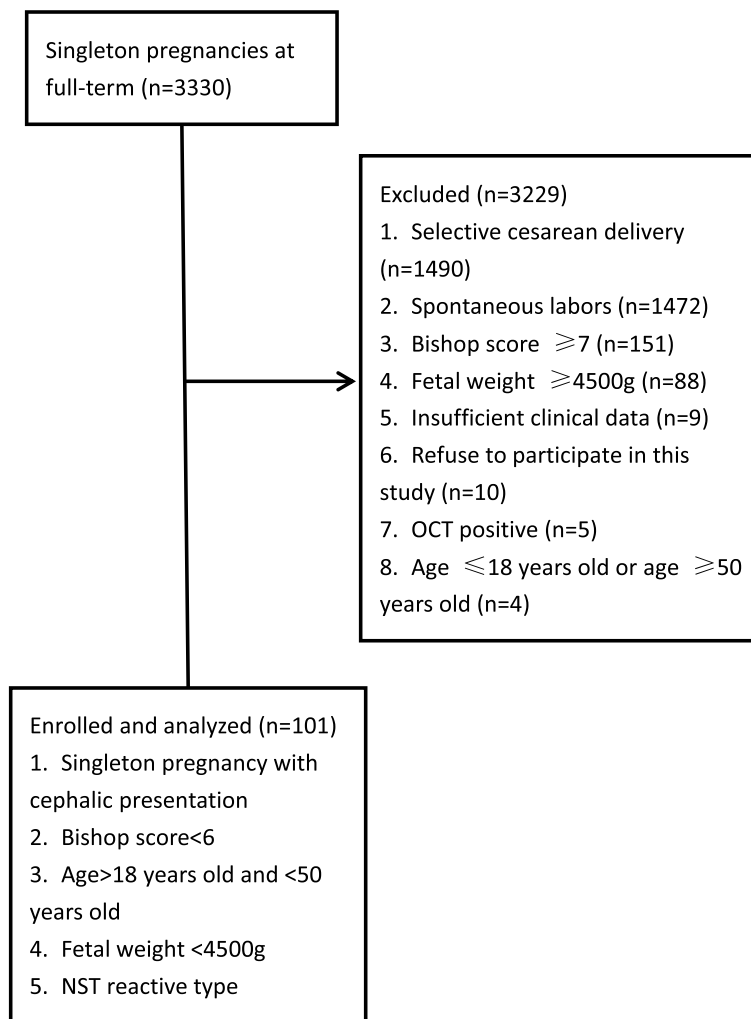 Singleton pregnancies at
full-term (n=3330)
Excluded (n=3229)
1. Selective cesarean delivery
(n=1490)
2. Spontaneous labors (n=1472)
3. Bishop score ≥7 (n=151)
4. Fetal weight ≥4500g (n=88)
5. Insufficient clinical data (n=9)
6. Refuse to participate in this
study (n=10)
7. OCT positive (n=5)
8. Age ≤18 years old or age ≥50
years old (n=4)
Enrolled and analyzed (n=101)
1. Singleton pregnancy with
cephalic presentation
2. Bishop score<6
3. Age>18 years old and <50
years old
4. Fetal weight <4500g
5. NST reactive type